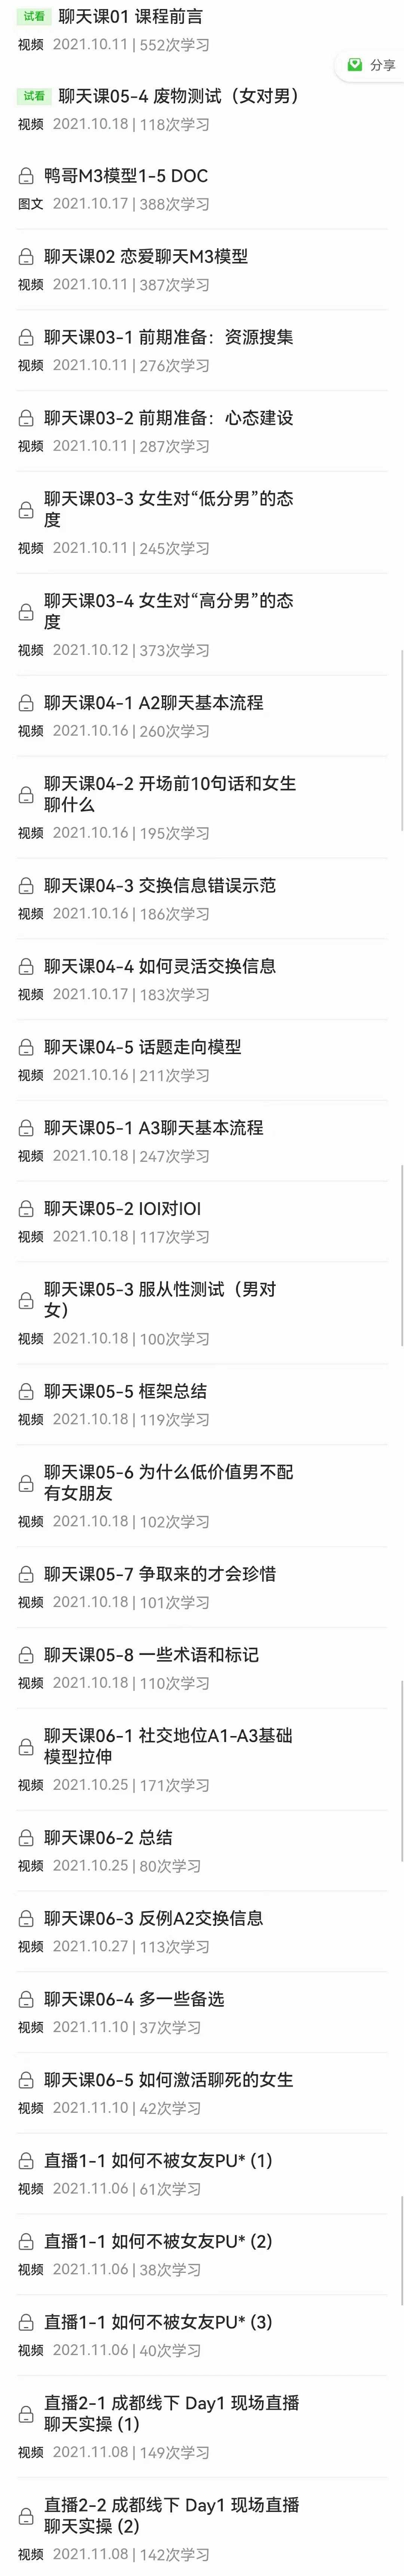 试看 聊天课01 课程前言
视频 2021.10.11 | 552次学习
分享
试看 聊天课05-4 废物测试（女对男）
视频 2021.10.18 | 118次学习
鸭哥M3模型1-5 DOC
图文 2021.10.17 | 388次学习
聊天课02 恋爱聊天M3模型
视频 2021.10.11 | 387次学习
聊天课03-1 前期准备：资源搜集
视频 2021.10.11 | 276次学习
聊天课03-2 前期准备：心态建设
视频 2021.10.11 | 287次学习
聊天课03-3 女生对“低分男”的态
度
视频 2021.10.11 | 245次学习
聊天课03-4 女生对“高分男”的态
度
视频 2021.10.12 | 373次学习
聊天课04-1 A2聊天基本流程
视频 2021.10.16 | 260次学习
聊天课04-2 开场前10句话和女生
聊什么
视频 2021.10.16 | 195次学习
聊天课04-3 交换信息错误示范
视频 2021.10.16 | 186次学习
聊天课04-4 如何灵活交换信息
视频 2021.10.17 | 183次学习
聊天课04-5 话题走向模型
视频 2021.10.16 | 211次学习
聊天课05-1 A3聊天基本流程
视频 2021.10.18 | 247次学习
聊天课05-2 IOI对IOI
视频 2021.10.18 | 117次学习
聊天课05-3 服从性测试（男对
女）
视频 2021.10.18 | 100次学习
聊天课05-5 框架总结
视频 2021.10.18 | 119次学习
聊天课05-6 为什么低价值男不配
有女朋友
视频 2021.10.18 | 102次学习
聊天课05-7 争取来的才会珍惜
视频 2021.10.18 | 101次学习
聊天课05-8 一些术语和标记
视频 2021.10.18 | 110次学习
聊天课06-1 社交地位A1-A3基础
模型拉伸
视频 2021.10.25 | 171次学习
聊天课06-2 总结
视频 2021.10.25 | 80次学习
聊天课06-3 反例A2交换信息
视频 2021.10.27 | 113次学习
聊天课06-4 多一些备选
视频 2021.11.10 | 37次学习
聊天课06-5 如何激活聊死的女生
视频 2021.11.10 | 42次学习
直播1-1 如何不被女友PU* (1)
视频 2021.11.06 | 61次学习
直播1-1 如何不被女友PU* (2)
视频 2021.11.06 | 38次学习
直播1-1 如何不被女友PU* (3)
视频 2021.11.06 | 40次学习
直播2-1 成都线下 Day1 现场直播
聊天实操 (1)
视频 2021.11.08 | 149次学习
直播2-2 成都线下 Day1 现场直播
聊天实操 (2)
视频 2021.11.08 | 142次学习